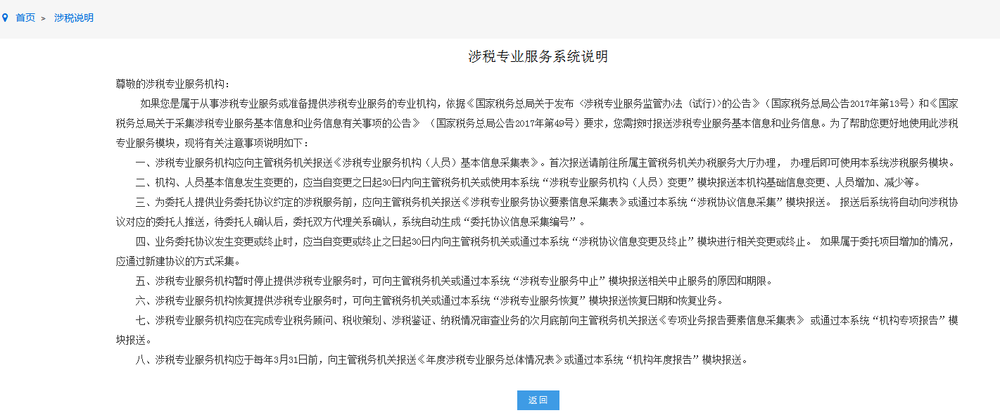 首页 > 涉税说明
涉税专业服务系统说明
尊敬的涉税专业服务机构：
如果您是属于从事涉税专业服务或准备提供涉税专业服务的专业机构，依据《国家税务总局关于发布 <涉税专业服务监管办法 (试行)>的公告》（国家税务总局公告2017年第13号）和《国家
税务总局关于采集涉税专业服务基本信息和业务信息有关事项的公告》 （国家税务总局公告2017年第49号）要求，您需按时报送涉税专业服务基本信息和业务信息。为了帮助您更好地使用此涉税
专业服务模块，现将有关注意事项说明如下：
一、涉税专业服务机构应向主管税务机关报送《涉税专业服务机构（人员）基本信息采集表》。首次报送请前往所属主管税务机关办税服务大厅办理， 办理后即可使用本系统涉税服务模块。
二、机构、人员基本信息发生变更的，应当自变更之日起30日内向主管税务机关或使用本系统“涉税专业服务机构（人员）变更”模块报送本机构基础信息变更、人员增加、减少等。
三、为委托人提供业务委托协议约定的涉税服务前，应向主管税务机关报送《涉税专业服务协议要素信息采集表》或通过本系统“涉税协议信息采集”模块报送。 报送后系统将自动向涉税协
议对应的委托人推送，待委托人确认后，委托双方代理关系确认，系统自动生成“委托协议信息采集编号”。
四、业务委托协议发生变更或终止时，应当自变更或终止之日起30日内向主管税务机关或通过本系统“涉税协议信息变更及终止”模块进行相关变更或终止。 如果属于委托项目增加的情况，
应通过新建协议的方式采集。
五、涉税专业服务机构暂时停止提供涉税专业服务时，可向主管税务机关或通过本系统“涉税专业服务中止”模块报送相关中止服务的原因和期限。
六、涉税专业服务机构恢复提供涉税专业服务时，可向主管税务机关或通过本系统“涉税专业服务恢复”模块报送恢复日期和恢复业务。
七、涉税专业服务机构应在完成专业税务顾问、税收策划、涉税鉴证、纳税情况审查业务的次月底前向主管税务机关报送《专项业务报告要素信息采集表》 或通过本系统“机构专项报告”模
块报送。
八、涉税专业服务机构应于每年3月31日前，向主管税务机关报送《年度涉税专业服务总体情况表》或通过本系统“机构年度报告”模块报送。
返回